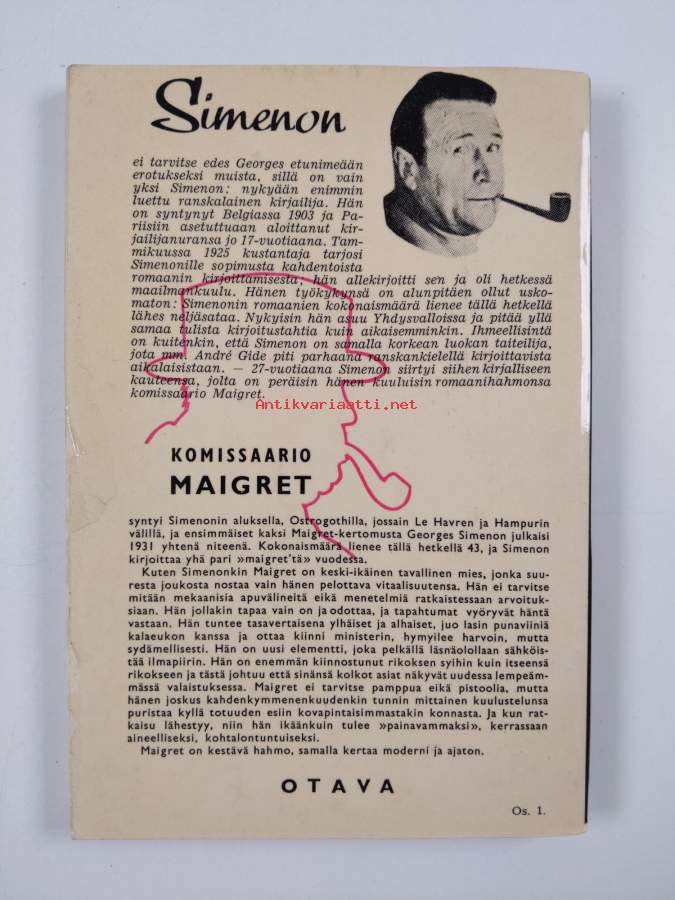 Simenon
ei tarvitse edes Georges etunimeään
erotukseksi muista, sillä on vain
yksi Simenon: nykyään enimmin
luettu ranskalainen kirjailija. Hän
on syntynyt Belgiassa 1903 ja Pa-
riisiin asetuttuaan aloittanut kir-
jailijanuransa jo 17-vuotiaana. Tam-
mikuussa 1925 kustantaja tarjosi
Simenonille sopimusta kahdentoista
romaanin kirjoittamisesta; hän allekirjoitti sen ja oli hetkessä
maailmankuulu. Hänen työkykynsä on alunpitäen ollut usko-
maton: Simenonin romaanien kokonaismäärä lienee tällä hetkellä
lähes neljäsataa. Nykyisin hän asuu Yhdysvalloissa ja pitää yllä
samaa tulista kirjoitustahtia kuin aikaisemminkin. Ihmeellisintä
on kuitenkin, että Simenon on samalla korkean luokan taiteilija,
jota mm. André Gide piti parhaana ranskankielellä kirjoittavista
aikalaisistaan. — 27-vuotiaana Simenon siirtyi siihen kirjalliseen
kauteensa, jolta on peräisin hänen kuuluisin romaanihahmonsa
komissaario Maigret.
Antikvariaatti.net
KOMISSAARIO
MAIGRET
syntyi Simenonin aluksella, Ostrogothilla, jossain Le Havren ja Hampurin
välillä, ja ensimmäiset kaksi Maigret-kertomusta Georges Simenon julkaisi
1931 yhtenä niteenä. Kokonaismäärä lienee tällä hetkellä 43, ja Simenon
kirjoittaa yhä pari »maigret'tä» vuodessa.
Kuten Simenonkin Maigret on keski-ikäinen tavallinen mies, jonka suu-
resta joukosta nostaa vain hänen pelottava vitaalisuutensa. Hän ei tarvitse
mitään mekaanisia apuvälineitä eikä menetelmiä ratkaistessaan arvoituk-
siaan. Hän jollakin tapaa vain on ja odottaa, ja tapahtumat vyöryvät häntä
vastaan. Hän tuntee tasavertaisena ylhäiset ja alhaiset, juo lasin punaviiniä
kalaeukon kanssa ja ottaa kiinni ministerin, hymyilee harvoin, mutta
sydämellisesti. Hän on uusi elementti, joka pelkällä läsnäolollaan sähköis-
tää ilmapiirin. Hän on enemmän kiinnostunut rikoksen syihin kuin itseensä
rikokseen ja tästä johtuu että sinänsä kolkot asiat näkyvät uudessa lempeäm-
mässä valaistuksessa. Maigret ei tarvitse pamppua eikä pistoolia, mutta
hänen joskus kahdenkymmenenkuudenkin tunnin mittainen kuulustelunsa
puristaa kyllä totuuden esiin kovapintaisimmastakin konnasta. Ja kun rat-
kaisu lähestyy, niin hän ikäänkuin tulee »painavammaksi», kerrassaan
aineelliseksi, kohtalontuntuiseksi.
Maigret on kestävä hahmo, samalla kertaa moderni ja ajaton.
OTAVA
Os. 1.